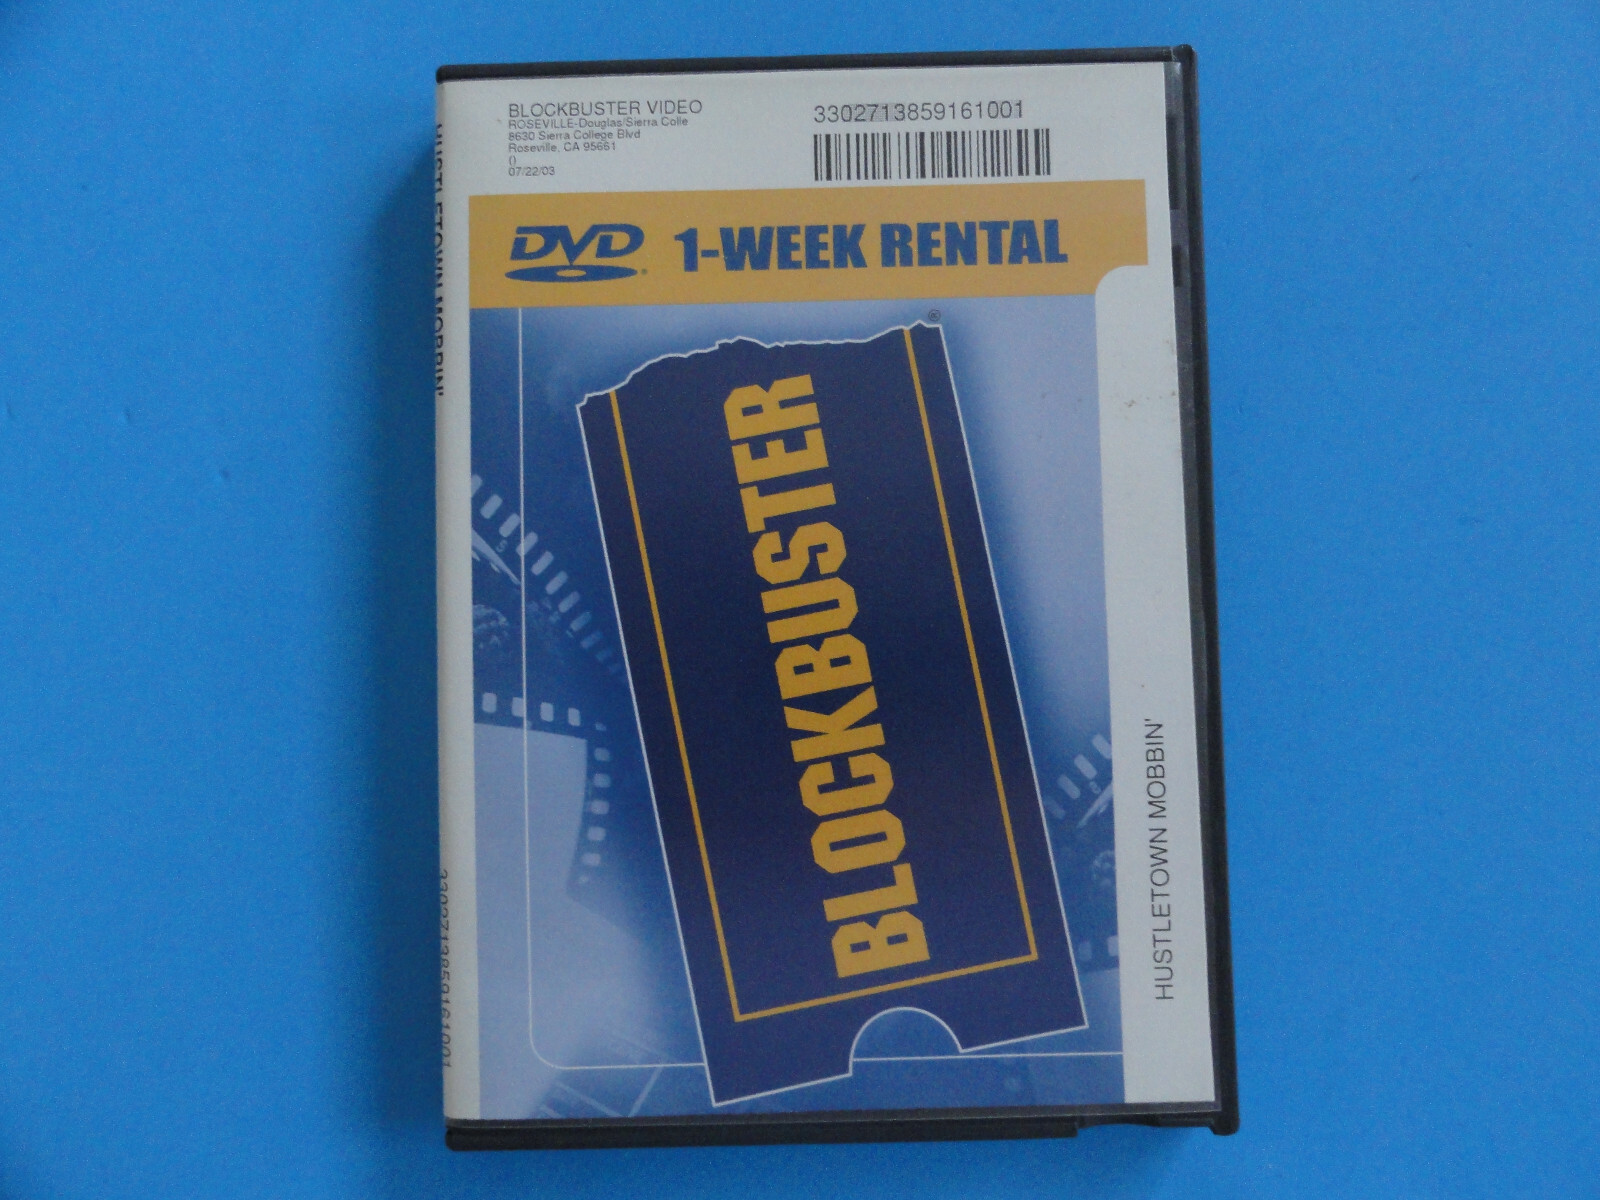 BLOCKBUSTER VIDEO
ROSEVILLE-Douglas/Sierra Colle
8630 Sierra College Blvd
Roseville, CA 95661
()
07/22/03
3302713859161001
DVD
1-WEEK RENTAL
BLOCKBUSTER
®
HUSTLETOWN MOBBIN'
HUSTLETOWN MOBBIN'
3302713859161001